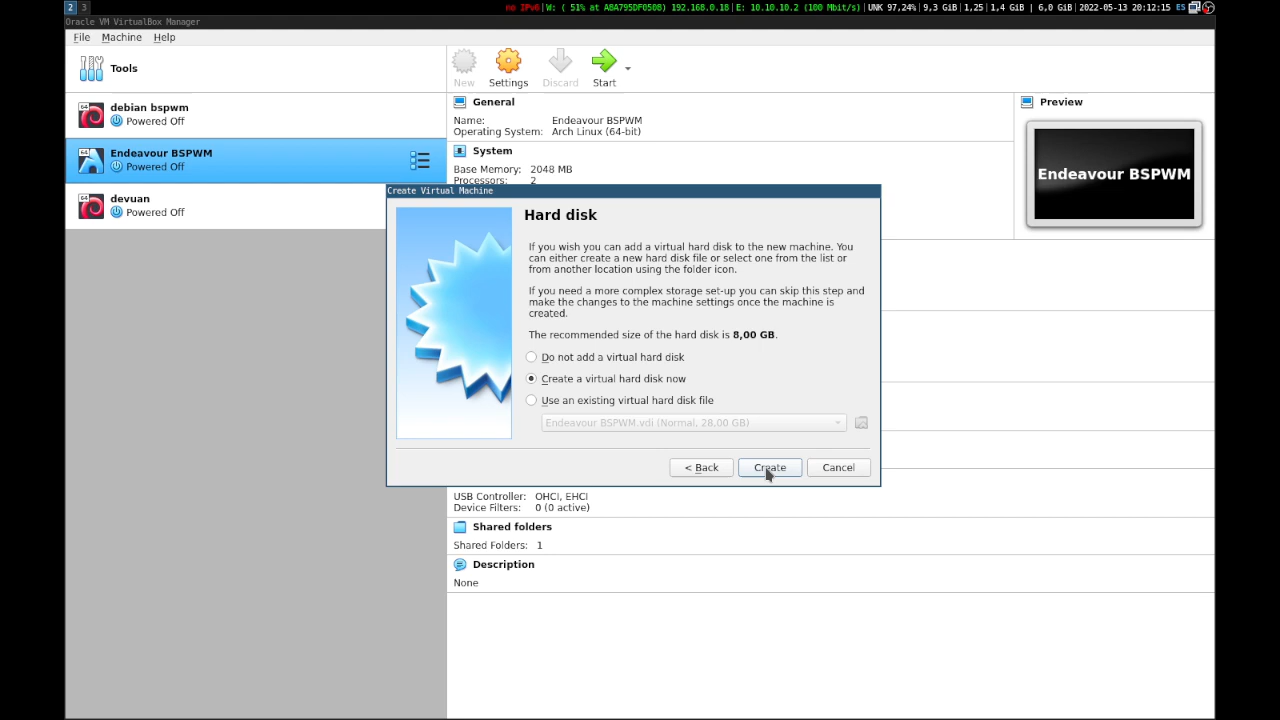 2 3 no IPv6|W: ( 51% at A8A795DF0508) 192.168.0.18|E: 10.10.10.2 (100 Mbit/s)|UNK 97,24%|9,3 GiB|1,25|1,4 GiB | 6,0 GiB|2022-05-13 20:12:15 ES
Oracle VM VirtualBox Manager
File Machine Help
Tools
New Settings Discard Start
64 debian bspwm
Powered Off
64 Endeavour BSPWM
Powered Off
64 devuan
Powered Off
General
Name: Endeavour BSPWM
Operating System: Arch Linux (64-bit)
System
Base Memory: 2048 MB
Processors: 2
Preview
Endeavour BSPWM
Create Virtual Machine
Hard disk
If you wish you can add a virtual hard disk to the new machine. You
can either create a new hard disk file or select one from the list or
from another location using the folder icon.
If you need a more complex storage set-up you can skip this step and
make the changes to the machine settings once the machine is
created.
The recommended size of the hard disk is 8,00 GB.
Do not add a virtual hard disk
Create a virtual hard disk now
Use an existing virtual hard disk file
Endeavour BSPWM.vdi (Normal, 28,00 GB)
< Back Create Cancel
USB Controller: OHCI, EHCI
Device Filters: 0 (0 active)
Shared folders
Shared Folders: 1
Description
None